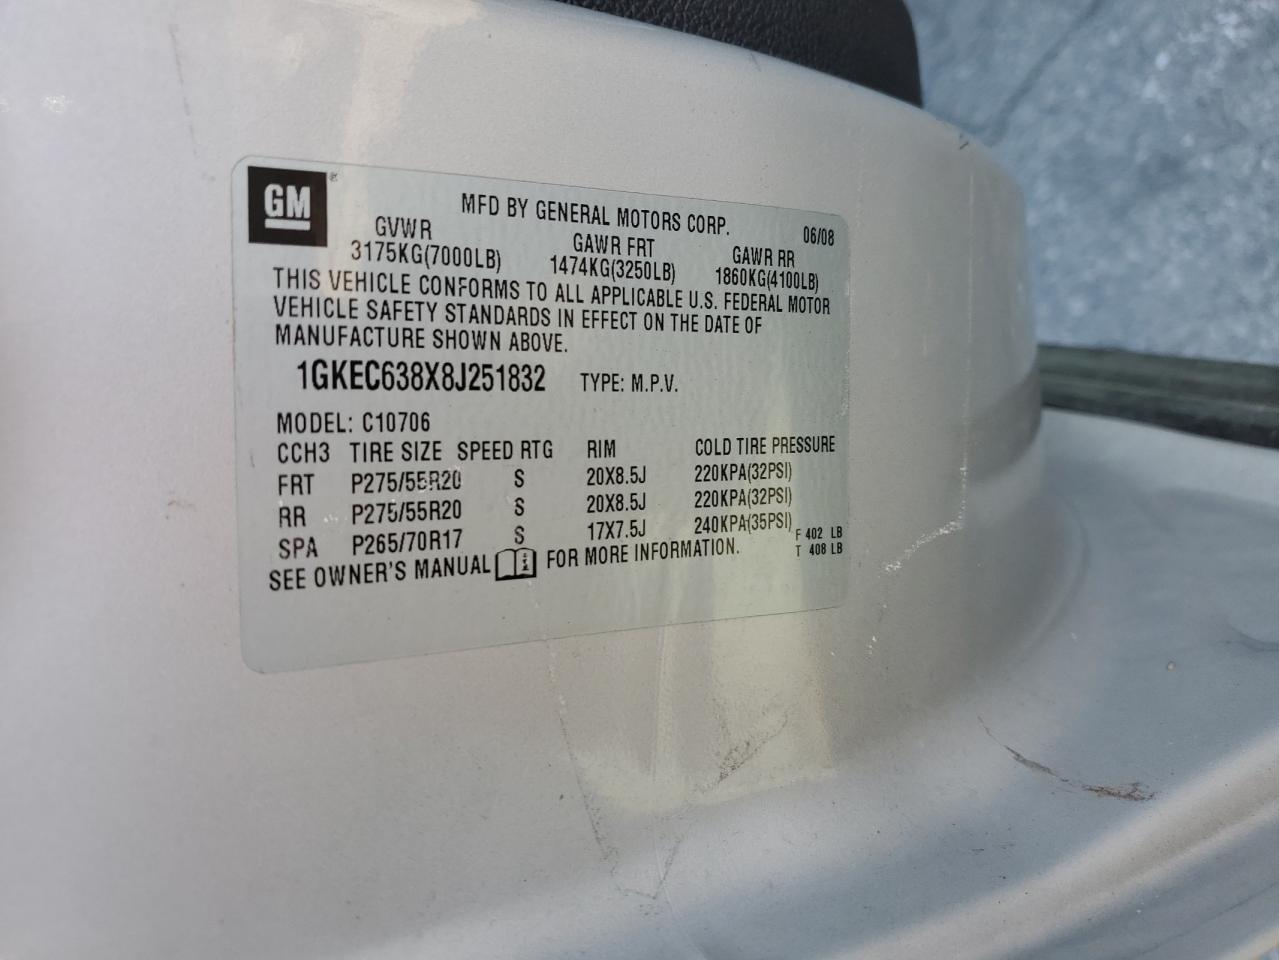 GM ®
MFD BY GENERAL MOTORS CORP. 06/08
GVWR GAWR FRT GAWR RR
3175KG(7000LB) 1474KG(3250LB) 1860KG(4100LB)
THIS VEHICLE CONFORMS TO ALL APPLICABLE U.S. FEDERAL MOTOR
VEHICLE SAFETY STANDARDS IN EFFECT ON THE DATE OF
MANUFACTURE SHOWN ABOVE.
1GKEC638X8J251832 TYPE: M.P.V.
MODEL: C10706
CCH3 TIRE SIZE SPEED RTG RIM COLD TIRE PRESSURE
FRT P275/55R20 S 20X8.5J 220KPA(32PSI)
RR P275/55R20 S 20X8.5J 220KPA(32PSI)
SPA P265/70R17 S 17X7.5J 240KPA(35PSI) F 402 LB
SEE OWNER'S MANUAL FOR MORE INFORMATION. T 408 LB